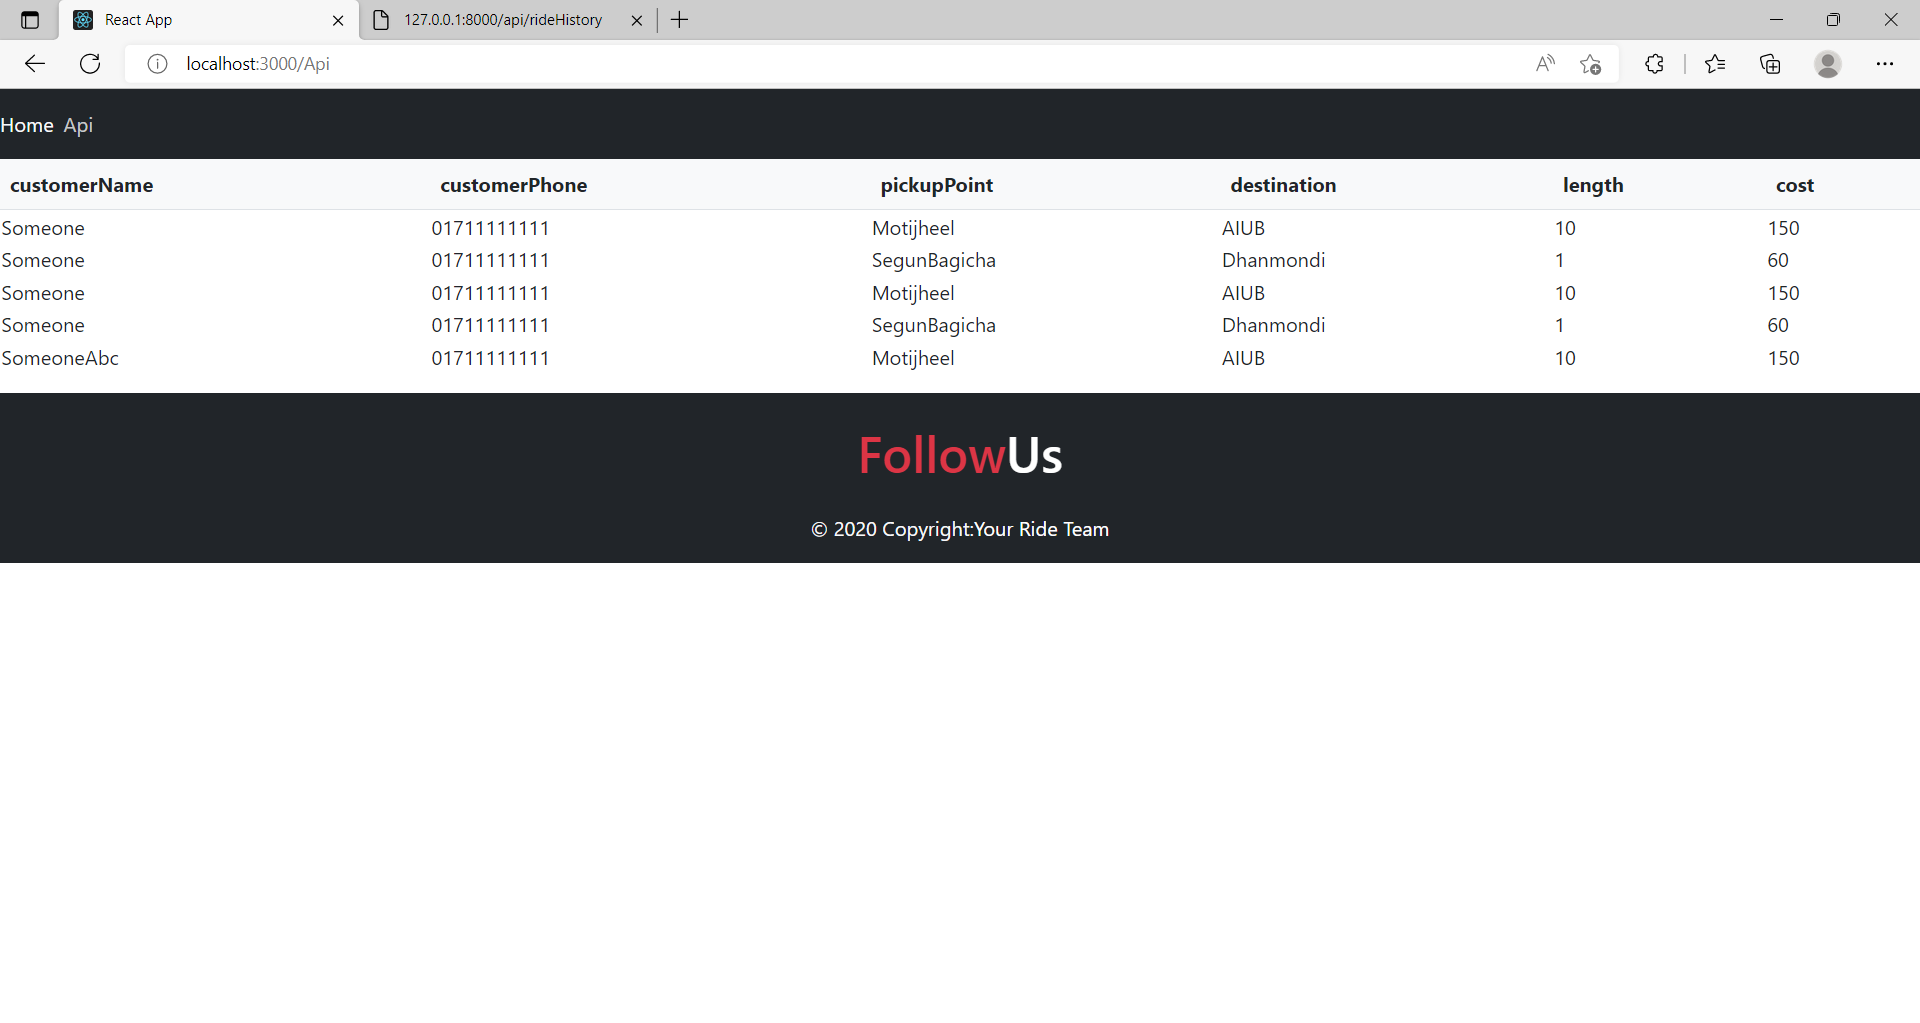 React App
127.0.0.1:8000/api/rideHistory
localhost:3000/Api
Home Api
customerName customerPhone pickupPoint destination length cost
Someone 01711111111 Motijheel AIUB 10 150
Someone 01711111111 SegunBagicha Dhanmondi 1 60
Someone 01711111111 Motijheel AIUB 10 150
Someone 01711111111 SegunBagicha Dhanmondi 1 60
SomeoneAbc 01711111111 Motijheel AIUB 10 150
FollowUs
© 2020 Copyright:Your Ride Team